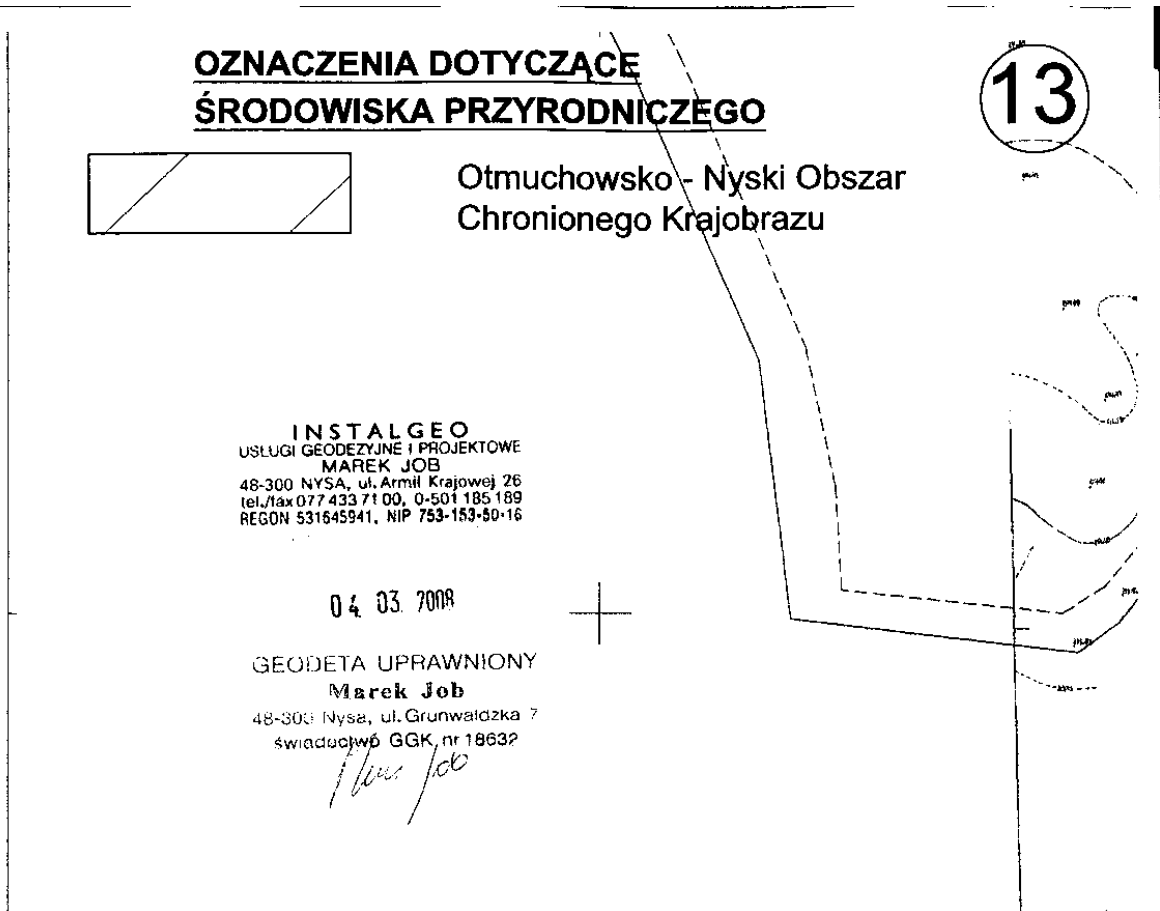 OZNACZENIA DOTYCZĄCE
ŚRODOWISKA PRZYRODNICZEGO
13
Otmuchowsko - Nyski Obszar
Chronionego Krajobrazu
INSTALGEO
USŁUGI GEODEZYJNE I PROJEKTOWE
MAREK JOB
48-300 NYSA, ul. Armii Krajowej 26
tel./fax 077 433 71 00, 0-501 185 189
REGON 531545941, NIP 753-153-50-16
04. 03. 2008
GEODETA UPRAWNIONY
Marek Job
48-300 Nysa, ul. Grunwaldzka 7
świadectwo GGK nr 18632